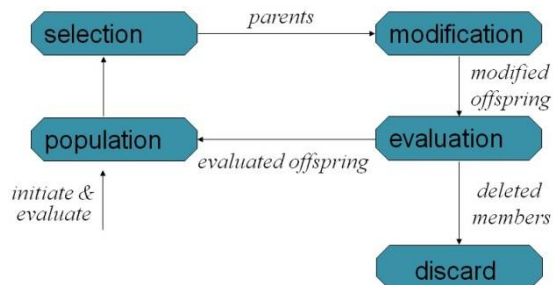 parents
selection
modification
modified
offspring
population
evaluation
evaluated offspring
initiate &
evaluate
deleted
members
discard